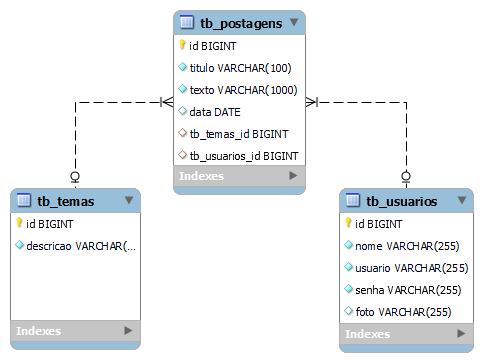 tb_postagens
id BIGINT
titulo VARCHAR(100)
texto VARCHAR(1000)
data DATE
tb_temas_id BIGINT
tb_usuarios_id BIGINT
Indexes
tb_temas
id BIGINT
descricao VARCHAR(...
Indexes
tb_usuarios
id BIGINT
nome VARCHAR(255)
usuario VARCHAR(255)
senha VARCHAR(255)
foto VARCHAR(255)
Indexes